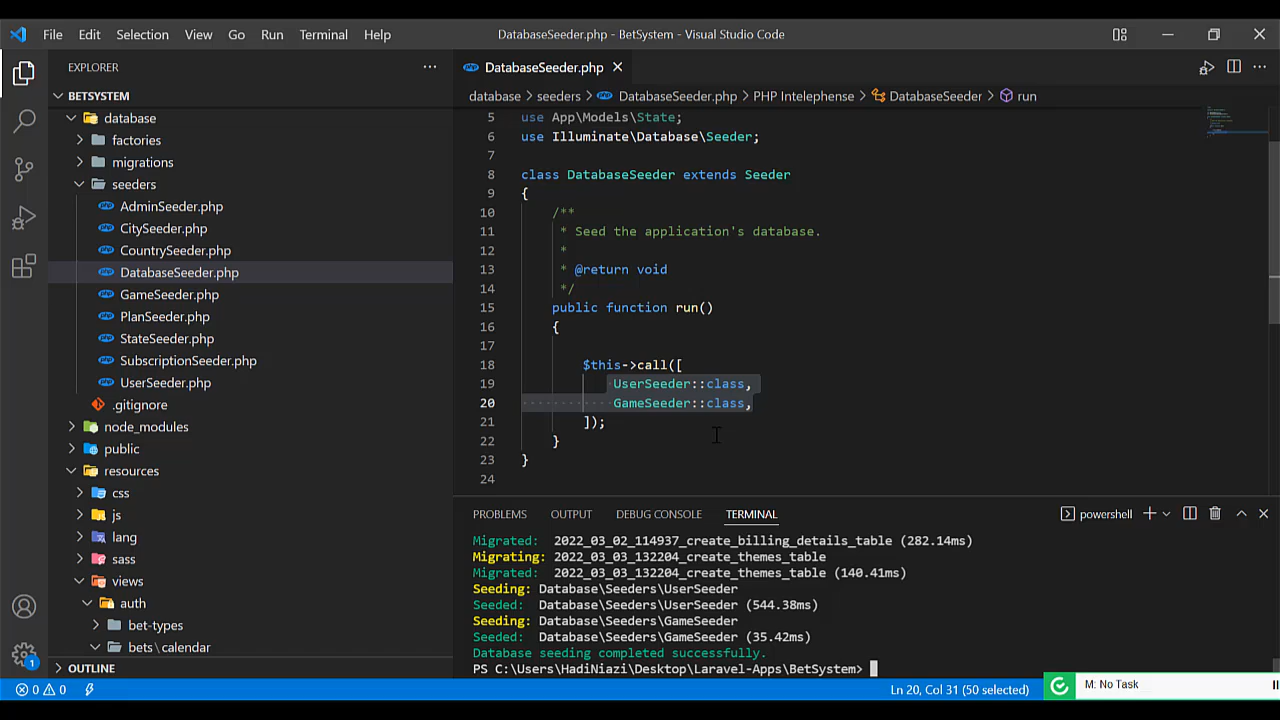 File Edit Selection View Go Run Terminal Help
DatabaseSeeder.php - BetSystem - Visual Studio Code
EXPLORER
BETSYSTEM
database
factories
migrations
seeders
AdminSeeder.php
CitySeeder.php
CountrySeeder.php
DatabaseSeeder.php
GameSeeder.php
PlanSeeder.php
StateSeeder.php
SubscriptionSeeder.php
UserSeeder.php
.gitignore
node_modules
public
resources
css
js
lang
sass
views
auth
bet-types
bets\calendar
OUTLINE
DatabaseSeeder.php
database > seeders > DatabaseSeeder.php > PHP Intelephense > DatabaseSeeder > run
5 use App\Models\State;
6 use Illuminate\Database\Seeder;
7
8 class DatabaseSeeder extends Seeder
9 {
10 /**
11 * Seed the application's database.
12 *
13 * @return void
14 */
15 public function run()
16 {
17
18 $this->call([
19 UserSeeder::class,
20 GameSeeder::class,
21 ]);
22 }
23 }
24
PROBLEMS OUTPUT DEBUG CONSOLE TERMINAL
powershell
Migrated: 2022_03_02_114937_create_billing_details_table (282.14ms)
Migrating: 2022_03_03_132204_create_themes_table
Migrated: 2022_03_03_132204_create_themes_table (140.41ms)
Seeding: Database\Seeders\UserSeeder
Seeded: Database\Seeders\UserSeeder (544.38ms)
Seeding: Database\Seeders\GameSeeder
Seeded: Database\Seeders\GameSeeder (35.42ms)
Database seeding completed successfully.
PS C:\Users\HadiNiazi\Desktop\Laravel-Apps\BetSystem>
1
0 0
Ln 20, Col 31 (50 selected)
M: No Task